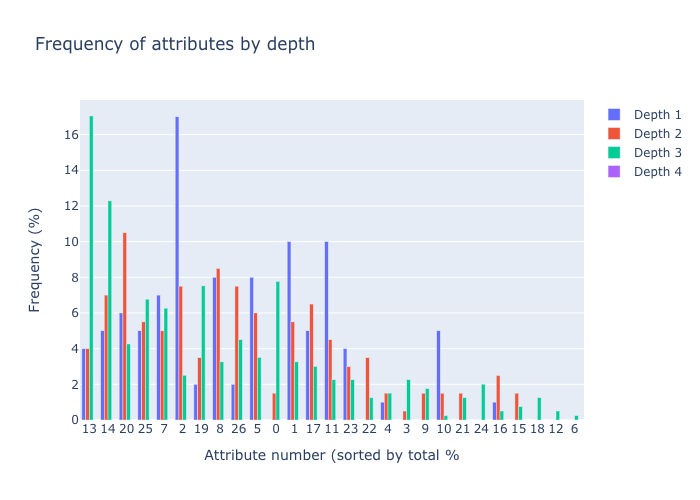 Frequency of attributes by depth
Depth 1
Depth 2
Depth 3
Depth 4
Frequency (%)
16
14
12
10
8
6
4
2
0
13 14 20 25 7 2 19 8 26 5 0 1 17 11 23 22 4 3 9 10 21 24 16 15 18 12 6
Attribute number (sorted by total %